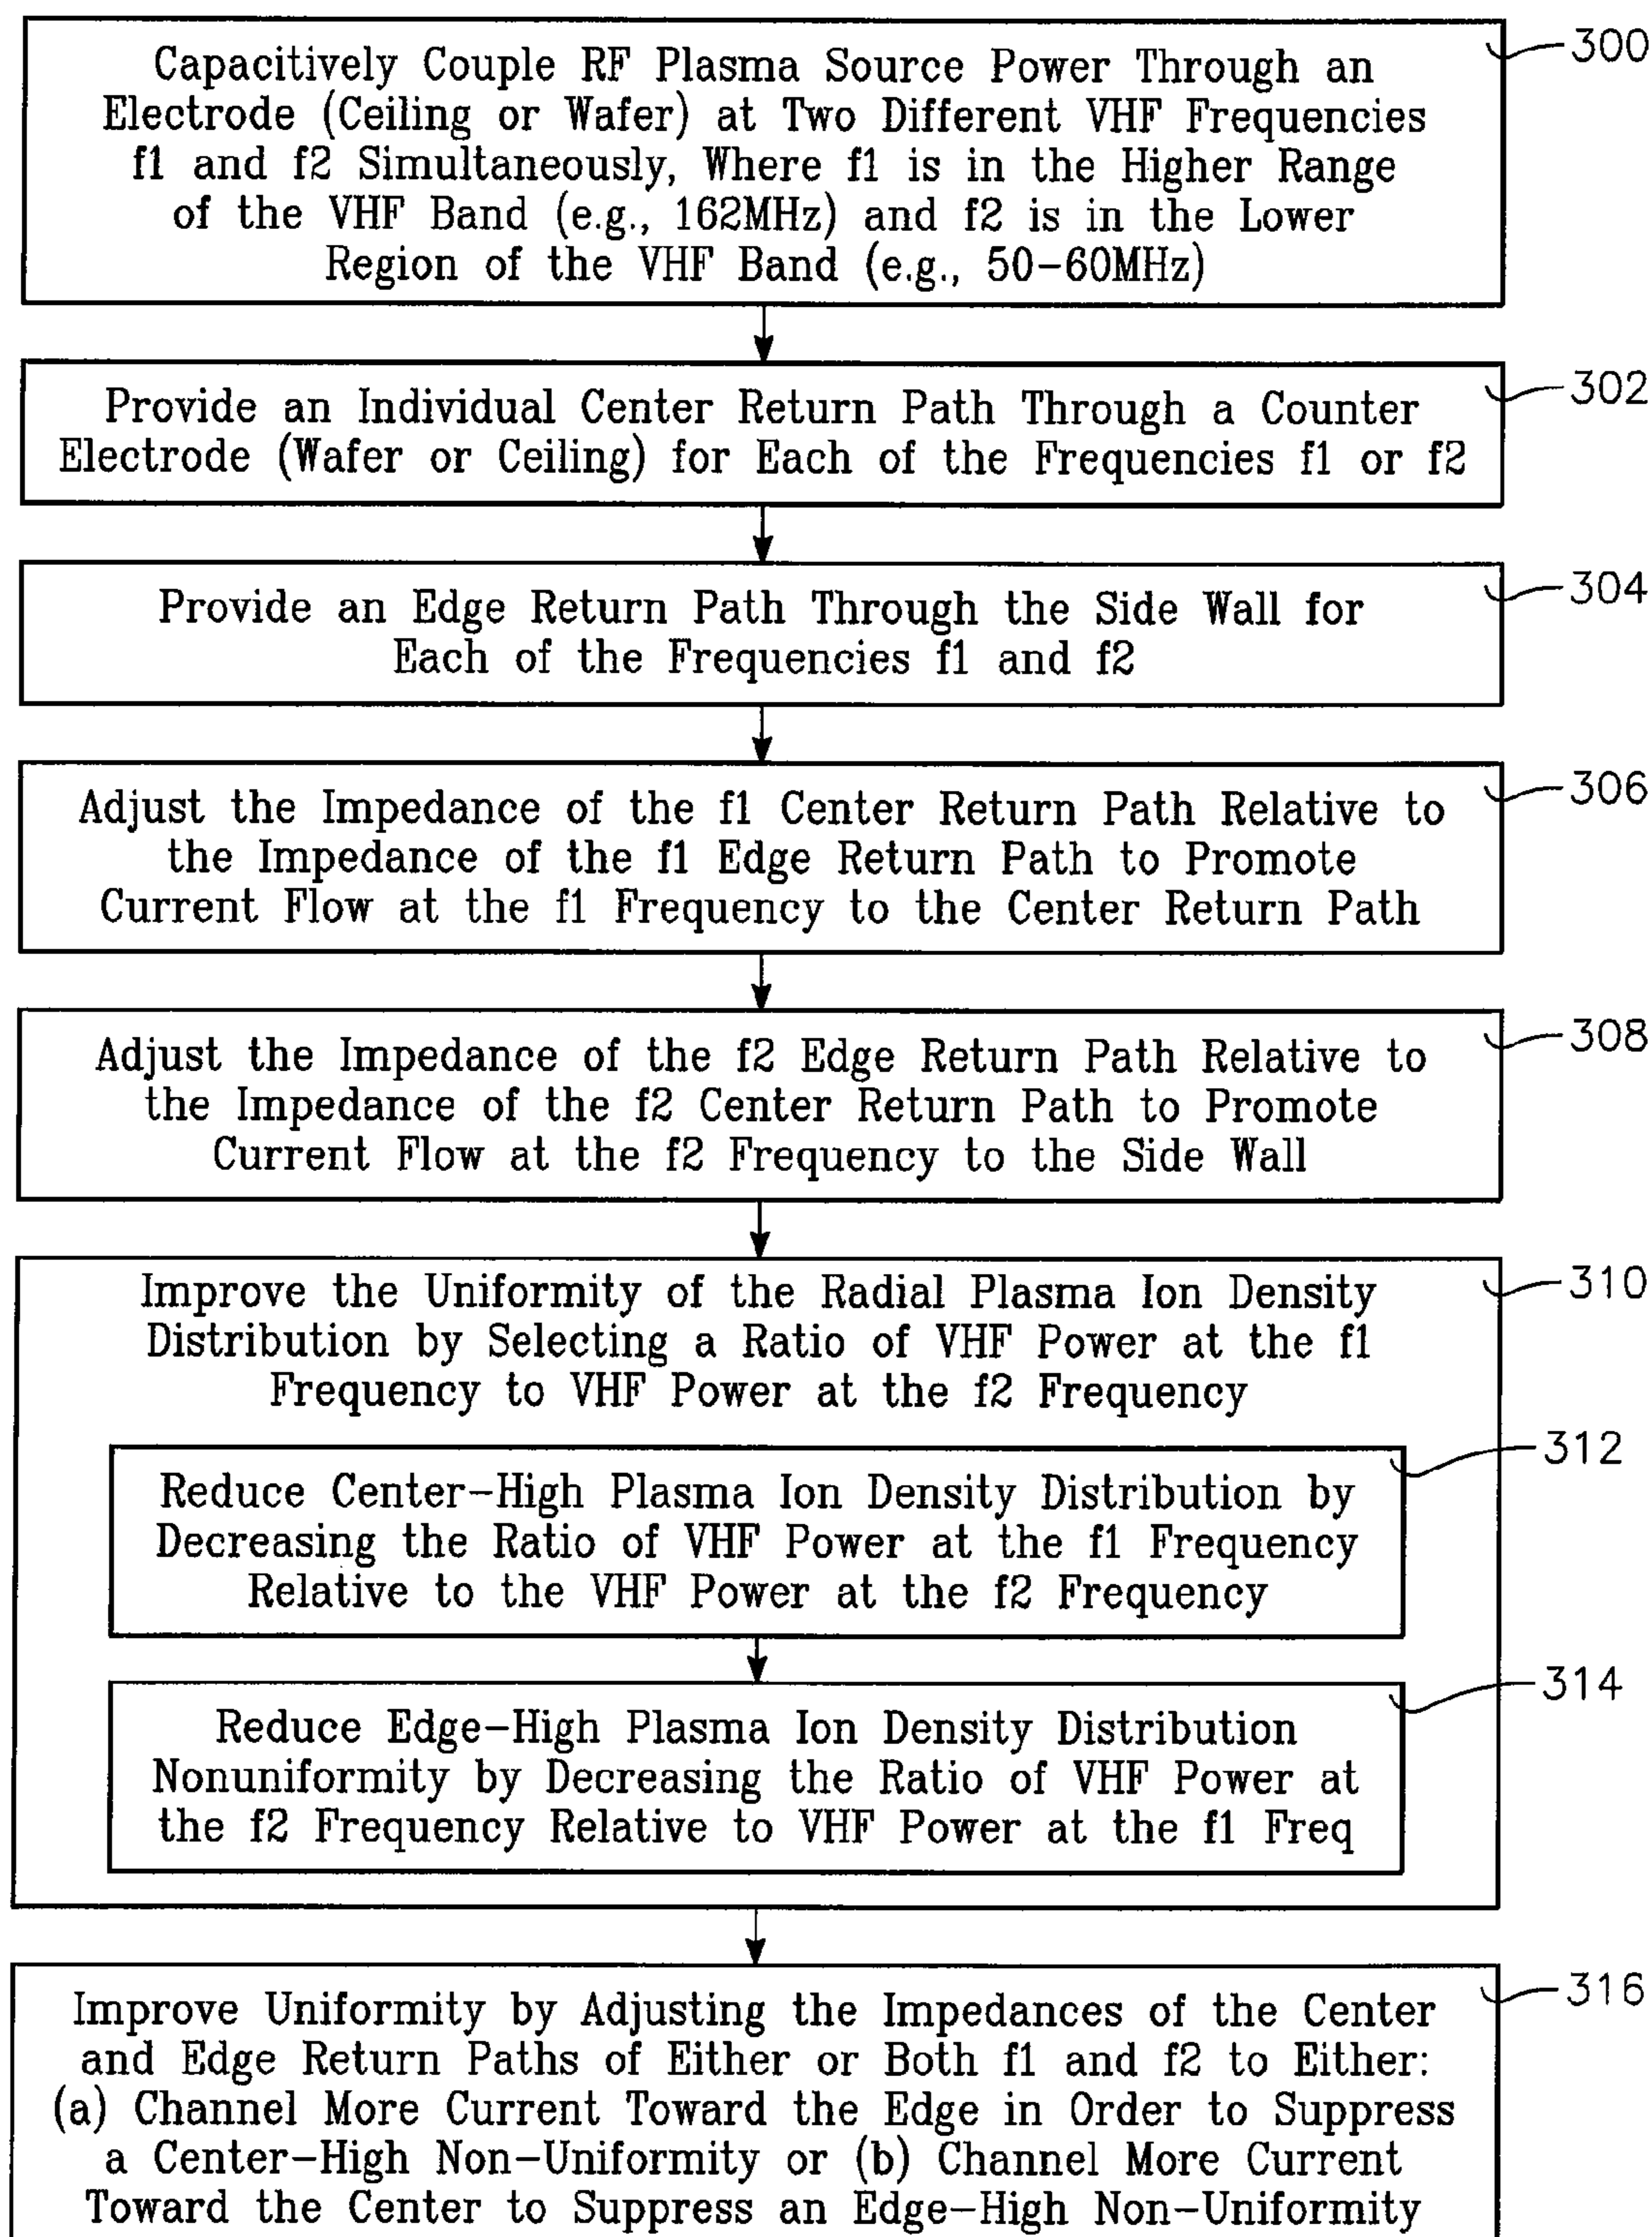 Capacitively Couple RF Plasma Source Power Through an
Electrode (Ceiling or Wafer) at Two Different VHF Frequencies
f1 and f2 Simultaneously, Where f1 is in the Higher Range
of the VHF Band (e.g., 162MHz) and f2 is in the Lower
Region of the VHF Band (e.g., 50-60MHz)
300
Provide an Individual Center Return Path Through a Counter
Electrode (Wafer or Ceiling) for Each of the Frequencies f1 or f2
302
Provide an Edge Return Path Through the Side Wall for
Each of the Frequencies f1 and f2
304
Adjust the Impedance of the f1 Center Return Path Relative to
the Impedance of the f1 Edge Return Path to Promote
Current Flow at the f1 Frequency to the Center Return Path
306
Adjust the Impedance of the f2 Edge Return Path Relative to
the Impedance of the f2 Center Return Path to Promote
Current Flow at the f2 Frequency to the Side Wall
308
Improve the Uniformity of the Radial Plasma Ion Density
Distribution by Selecting a Ratio of VHF Power at the f1
Frequency to VHF Power at the f2 Frequency
310
Reduce Center-High Plasma Ion Density Distribution by
Decreasing the Ratio of VHF Power at the f1 Frequency
Relative to the VHF Power at the f2 Frequency
312
Reduce Edge-High Plasma Ion Density Distribution
Nonuniformity by Decreasing the Ratio of VHF Power at
the f2 Frequency Relative to VHF Power at the f1 Freq
314
Improve Uniformity by Adjusting the Impedances of the Center
and Edge Return Paths of Either or Both f1 and f2 to Either:
(a) Channel More Current Toward the Edge in Order to Suppress
a Center-High Non-Uniformity or (b) Channel More Current
Toward the Center to Suppress an Edge-High Non-Uniformity
316